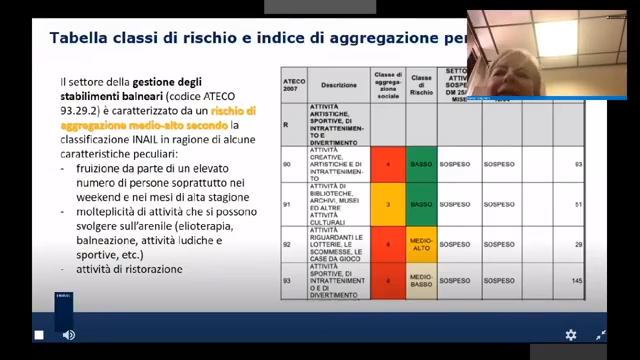 Tabella classi di rischio e indice di aggregazione per
Il settore della gestione degli
stabilimenti balneari (codice ATECO
93.29.2) è caratterizzato da un rischio di
aggregazione medio-alto secondo la
classificazione INAIL in ragione di alcune
caratteristiche peculiari:
- fruizione da parte di un elevato
numero di persone soprattutto nei
weekend e nei mesi di alta stagione
- molteplicità di attività che si possono
svolgere sull'arenile (elioterapia,
balneazione, attività ludiche e
sportive, etc.)
- attività di ristorazione
ATECO
2007
Descrizione
Classe di
aggrega-
zione
sociale
Classe
di
Rischio
SETTO
ATTIV
SOSPE
DM 25/
MISE
R
ATTIVITÀ
ARTISTICHE,
SPORTIVE, DI
INTRATTENIMEN-
TO E
DIVERTIMENTO
90
ATTIVITÀ
CREATIVE,
ARTISTICHE E DI
INTRATTENIMEN-
TO
4
BASSO
SOSPESO
SOSPESO
93
91
ATTIVITÀ DI
BIBLIOTECHE,
ARCHIVI, MUSEI
ED ALTRE
ATTIVITÀ
CULTURALI
3
BASSO
SOSPESO
SOSPESO
51
92
ATTIVITÀ
RIGUARDANTI LE
LOTTERIE, LE
SCOMMESSE, LE
CASE DA GIOCO
4
MEDIO-
ALTO
SOSPESO
SOSPESO
29
93
ATTIVITÀ
SPORTIVE, DI
INTRATTENIMENT
O E DI
DIVERTIMENTO
4
MEDIO-
BASSO
SOSPESO
SOSPESO
145